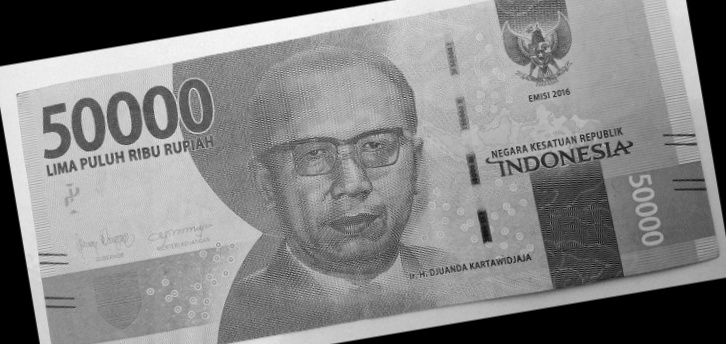 50000
LIMA PULUH RIBU RUPIAH
EMISI 2016
NEGARA KESATUAN REPUBLIK
INDONESIA
50000
GUBERNUR
MENTERI KEUANGAN
Ir. H. DJUANDA KARTAWIDJAJA